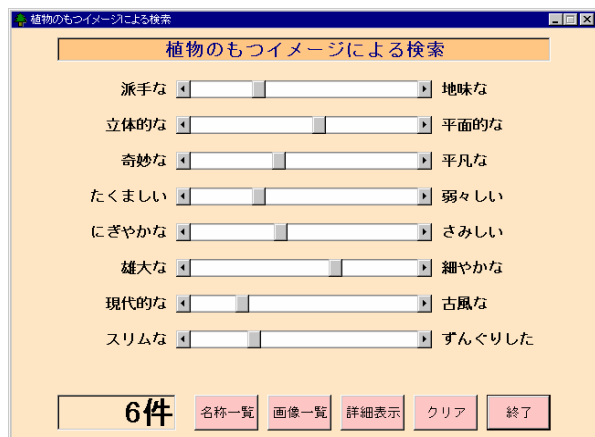 植物のもつイメージによる検索
植物のもつイメージによる検索
派手な 地味な
立体的な 平面的な
奇妙な 平凡な
たくましい 弱々しい
にぎやかな さみしい
雄大な 細やかな
現代的な 古風な
スリムな ずんぐりした
6件 名称一覧 画像一覧 詳細表示 クリア 終了